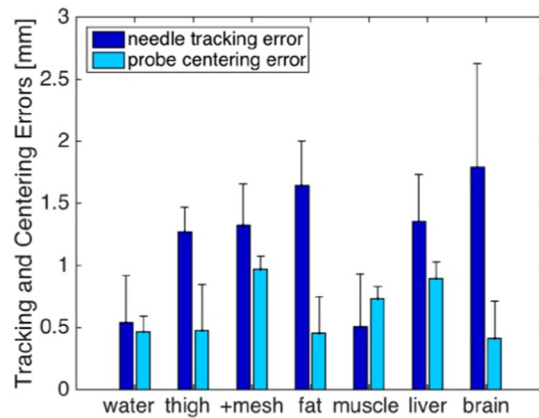 Tracking and Centering Errors [mm]
3
2.5
2
1.5
1
0.5
0
needle tracking error
probe centering error
water thigh +mesh fat muscle liver brain